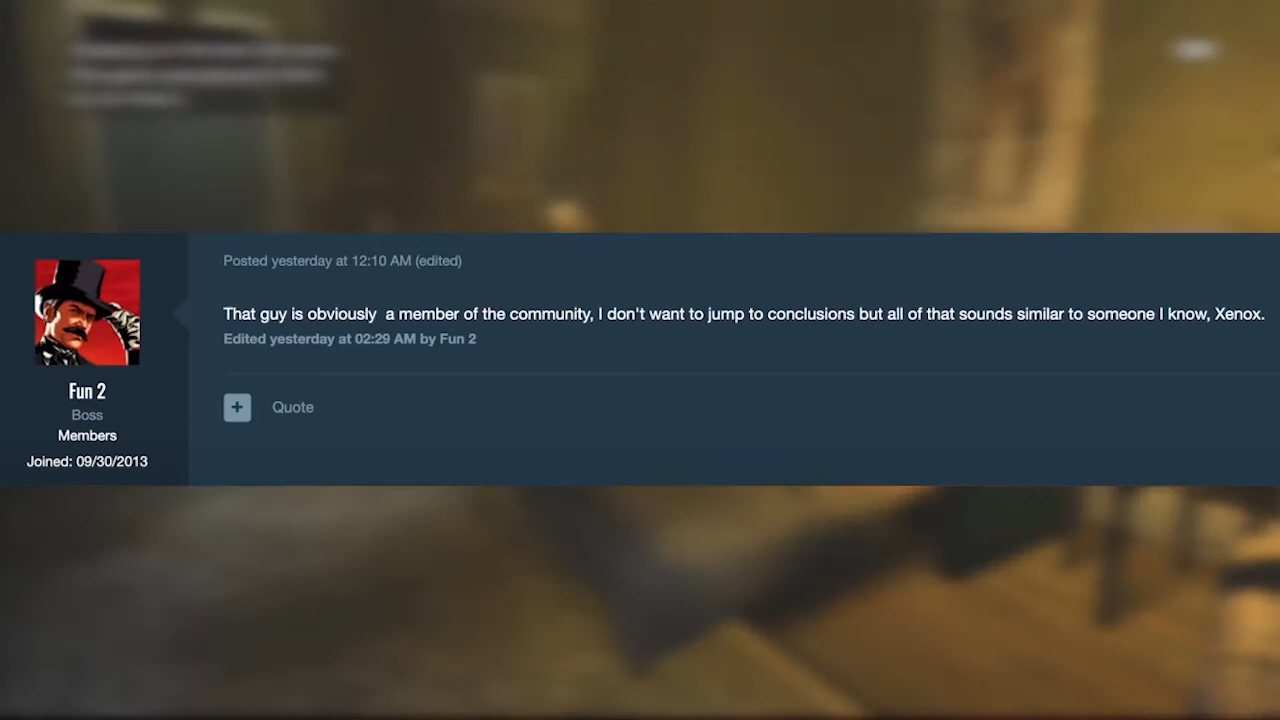 Posted yesterday at 12:10 AM (edited)
That guy is obviously  a member of the community, I don't want to jump to conclusions but all of that sounds similar to someone I know, Xenox.
Edited yesterday at 02:29 AM by Fun 2
+ Quote
Fun 2
Boss
Members
Joined: 09/30/2013